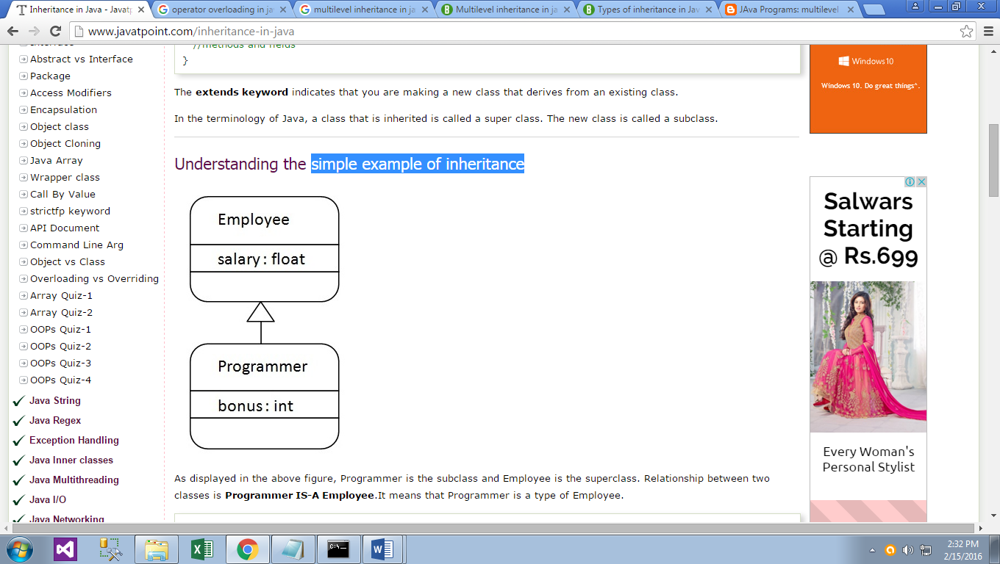 Inheritance in Java - Javatp
operator overloading in ja
multilevel inheritance in ja
Multilevel inheritance in ja
Types of inheritance in Jav
JAva Programs: multilevel
www.javatpoint.com/inheritance-in-java
Interface
Abstract vs Interface
Package
Access Modifiers
Encapsulation
Object class
Object Cloning
Java Array
Wrapper class
Call By Value
strictfp keyword
API Document
Command Line Arg
Object vs Class
Overloading vs Overriding
Array Quiz-1
Array Quiz-2
OOPs Quiz-1
OOPs Quiz-2
OOPs Quiz-3
OOPs Quiz-4
Java String
Java Regex
Exception Handling
Java Inner classes
Java Multithreading
Java I/O
Java Networking
//methods and fields
}
The extends keyword indicates that you are making a new class that derives from an existing class.
In the terminology of Java, a class that is inherited is called a super class. The new class is called a subclass.
Understanding the simple example of inheritance
Employee
salary: float
Programmer
bonus: int
As displayed in the above figure, Programmer is the subclass and Employee is the superclass. Relationship between two
classes is Programmer IS-A Employee.It means that Programmer is a type of Employee.
Windows 10
Windows 10. Do great things^.
Salwars
Starting
@ Rs.699
Every Woman's
Personal Stylist
2:32 PM
2/15/2016